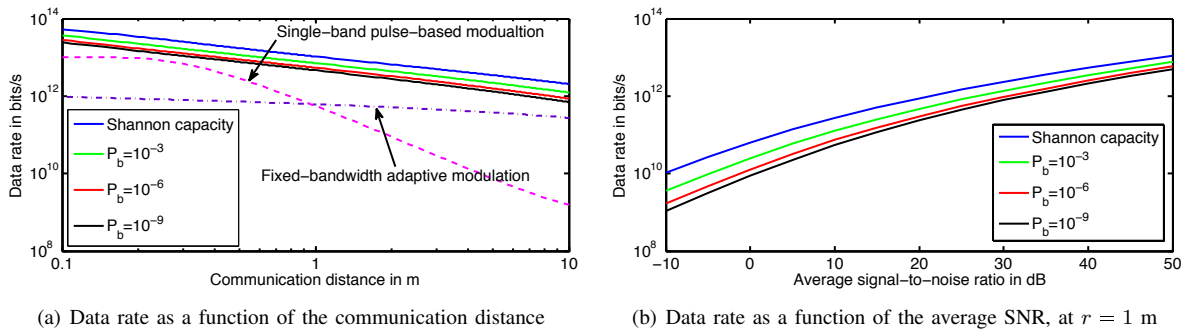 10^14
10^12
10^10
10^8
Data rate in bits/s
Single−band pulse−based modualtion
Shannon capacity
P_b=10^−3
P_b=10^−6
P_b=10^−9
Fixed−bandwidth adaptive modulation
0.1
1
10
Communication distance in m
(a) Data rate as a function of the communication distance
10^14
10^12
10^10
10^8
Data rate in bits/s
Shannon capacity
P_b=10^−3
P_b=10^−6
P_b=10^−9
−10
0
10
20
30
40
50
Average signal−to−noise ratio in dB
(b) Data rate as a function of the average SNR, at r = 1 m